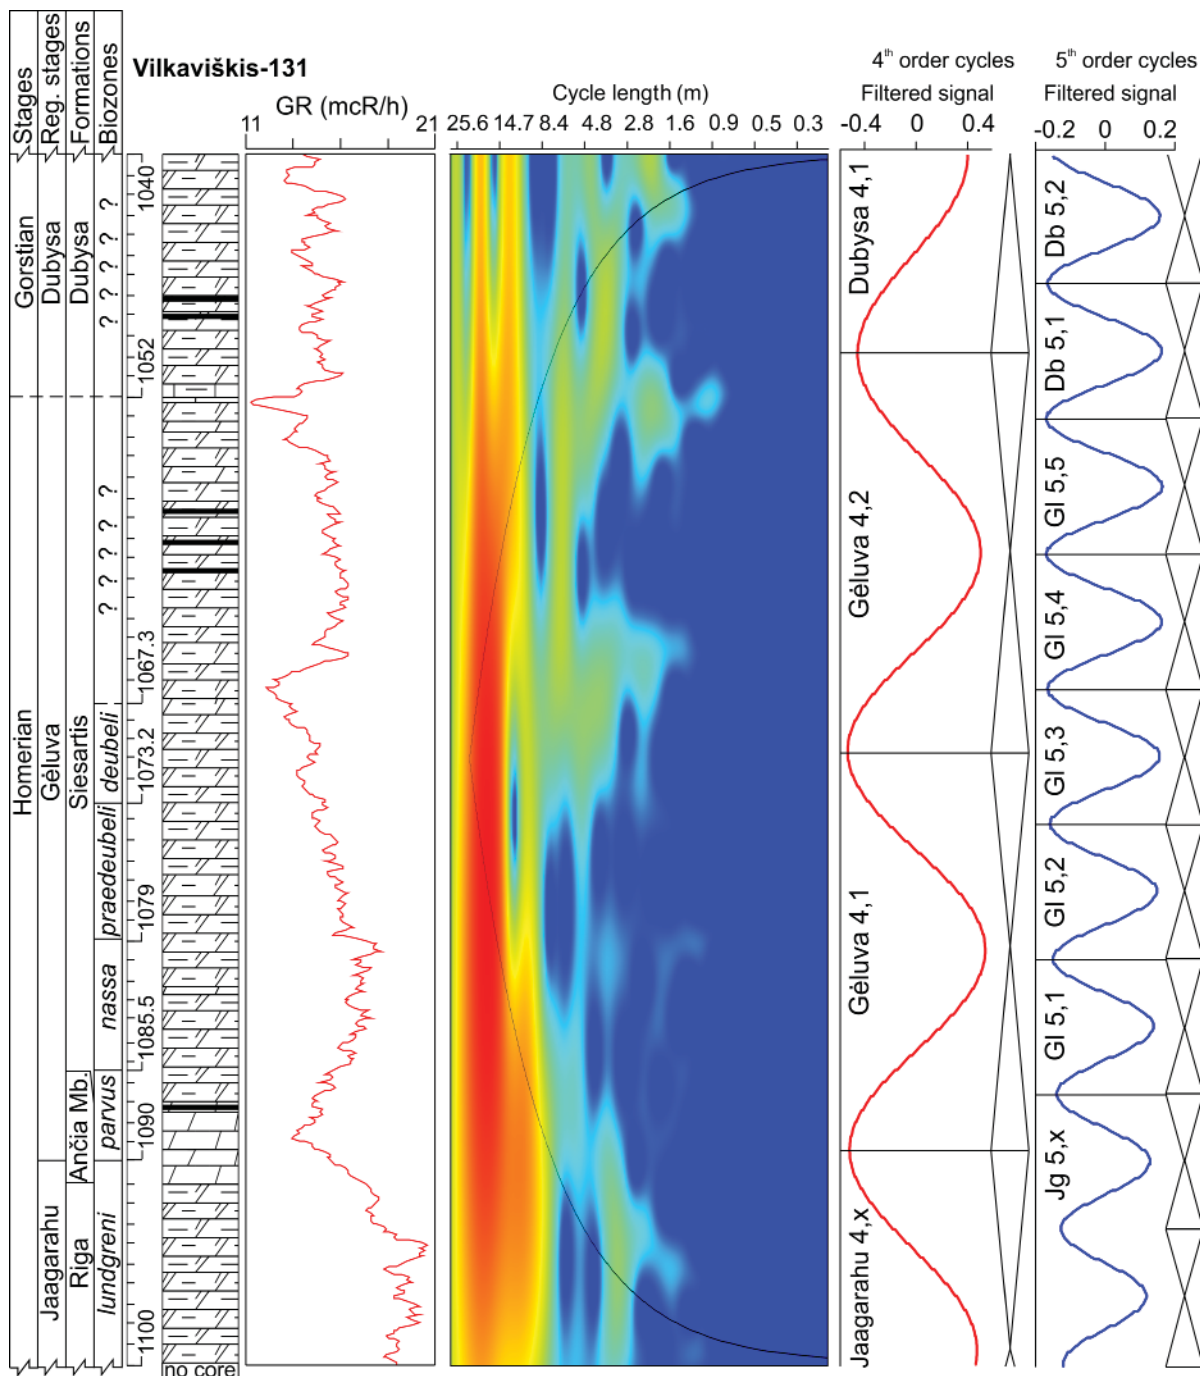 Vilkaviškis-131
Stages
Reg. stages
Formations
Biozones
GR (mcR/h)
11 21
Cycle length (m)
25.6 14.7 8.4 4.8 2.8 1.6 0.9 0.5 0.3
4th order cycles
Filtered signal
-0.4 0 0.4
5th order cycles
Filtered signal
-0.2 0 0.2
Gorstian
Dubysa
Dubysa
? ? ? ? ?
Homerian
Gėluva
Siesartis
? ? ? ? ?
deubeli
praedeubeli
nassa
parvus
Ančia Mb.
Jaagarahu
Riga
lundgreni
1040
1052
1067.3
1073.2
1079
1085.5
1090
1100
no core
Dubysa 4,1
Gėluva 4,2
Gėluva 4,1
Jaagarahu 4,x
Db 5,2
Db 5,1
Gl 5,5
Gl 5,4
Gl 5,3
Gl 5,2
Gl 5,1
Jg 5,x